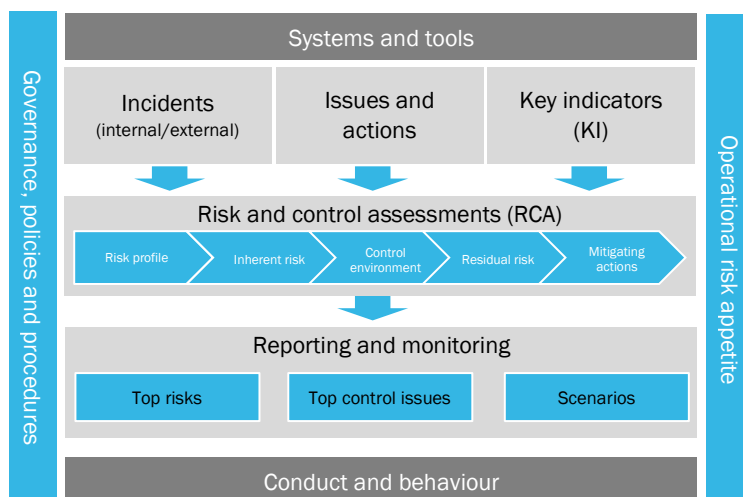 Systems and tools
Governance, policies and procedures
Operational risk appetite
Incidents
(internal/external)
Issues and
actions
Key indicators
(KI)
Risk and control assessments (RCA)
Risk profile
Inherent risk
Control
environment
Residual risk
Mitigating
actions
Reporting and monitoring
Top risks
Top control issues
Scenarios
Conduct and behaviour